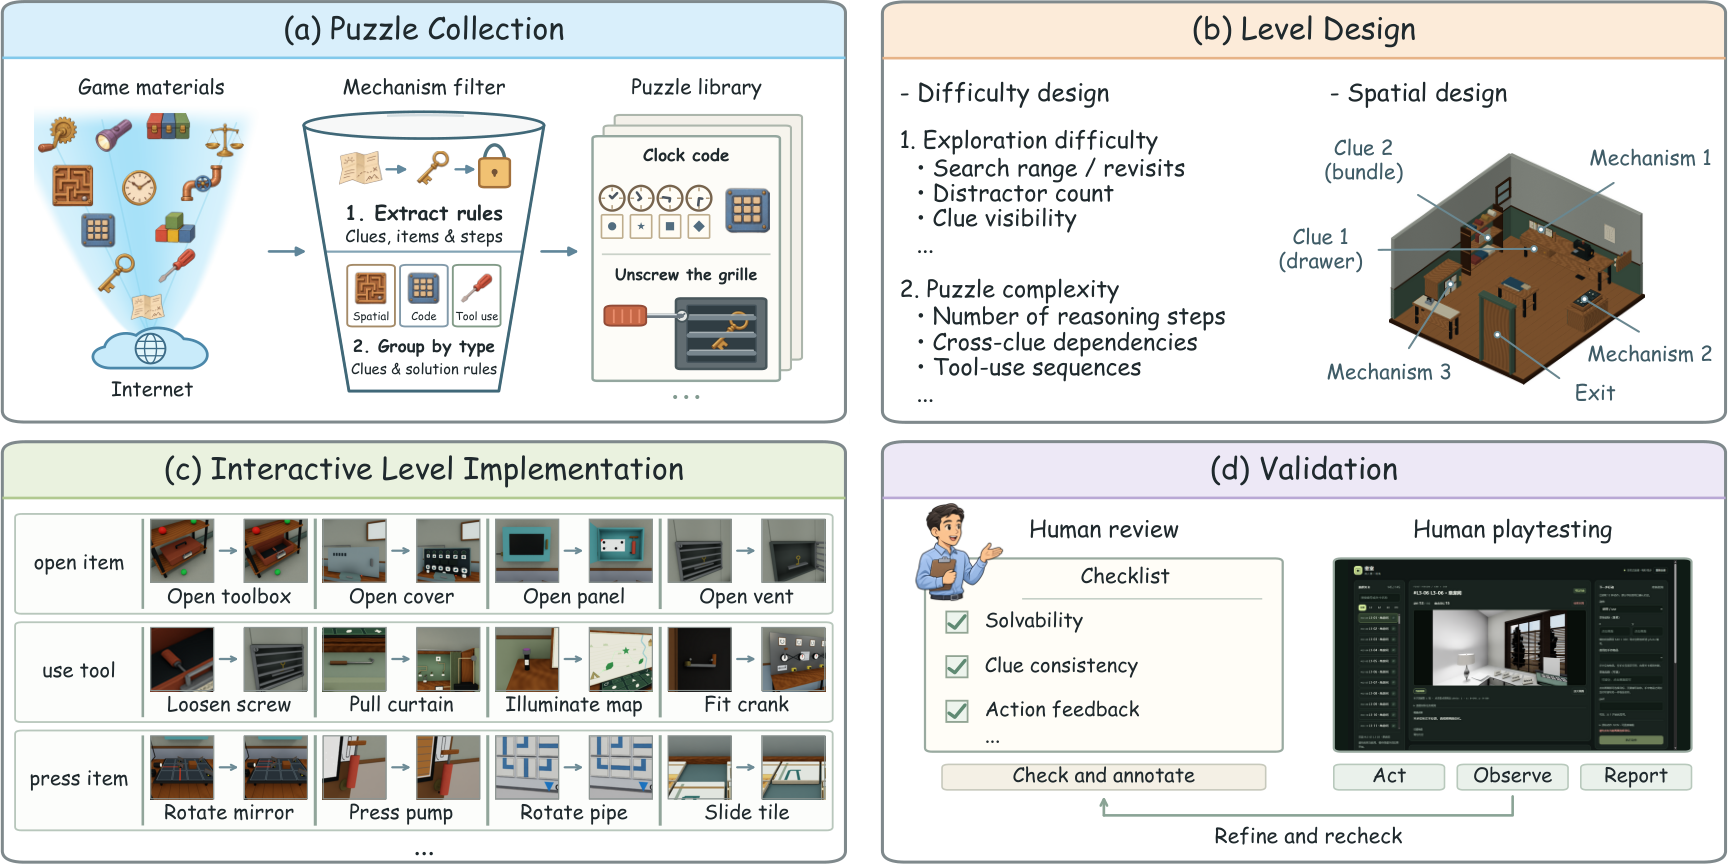 (a) Puzzle Collection
Game materials
Mechanism filter
Puzzle library
1. Extract rules
Clues, items & steps
Spatial
Code
Tool use
2. Group by type
Clues & solution rules
Clock code
Unscrew the grille
...
Internet
(b) Level Design
- Difficulty design
1. Exploration difficulty
• Search range / revisits
• Distractor count
• Clue visibility
...
2. Puzzle complexity
• Number of reasoning steps
• Cross-clue dependencies
• Tool-use sequences
...
- Spatial design
Clue 2
(bundle)
Mechanism 1
Clue 1
(drawer)
Mechanism 2
Mechanism 3
Exit
(c) Interactive Level Implementation
open item
Open toolbox
Open cover
Open panel
Open vent
use tool
Loosen screw
Pull curtain
Illuminate map
Fit crank
press item
Rotate mirror
Press pump
Rotate pipe
Slide tile
...
(d) Validation
Human review
Checklist
Solvability
Clue consistency
Action feedback
...
Check and annotate
Human playtesting
Act
Observe
Report
Refine and recheck